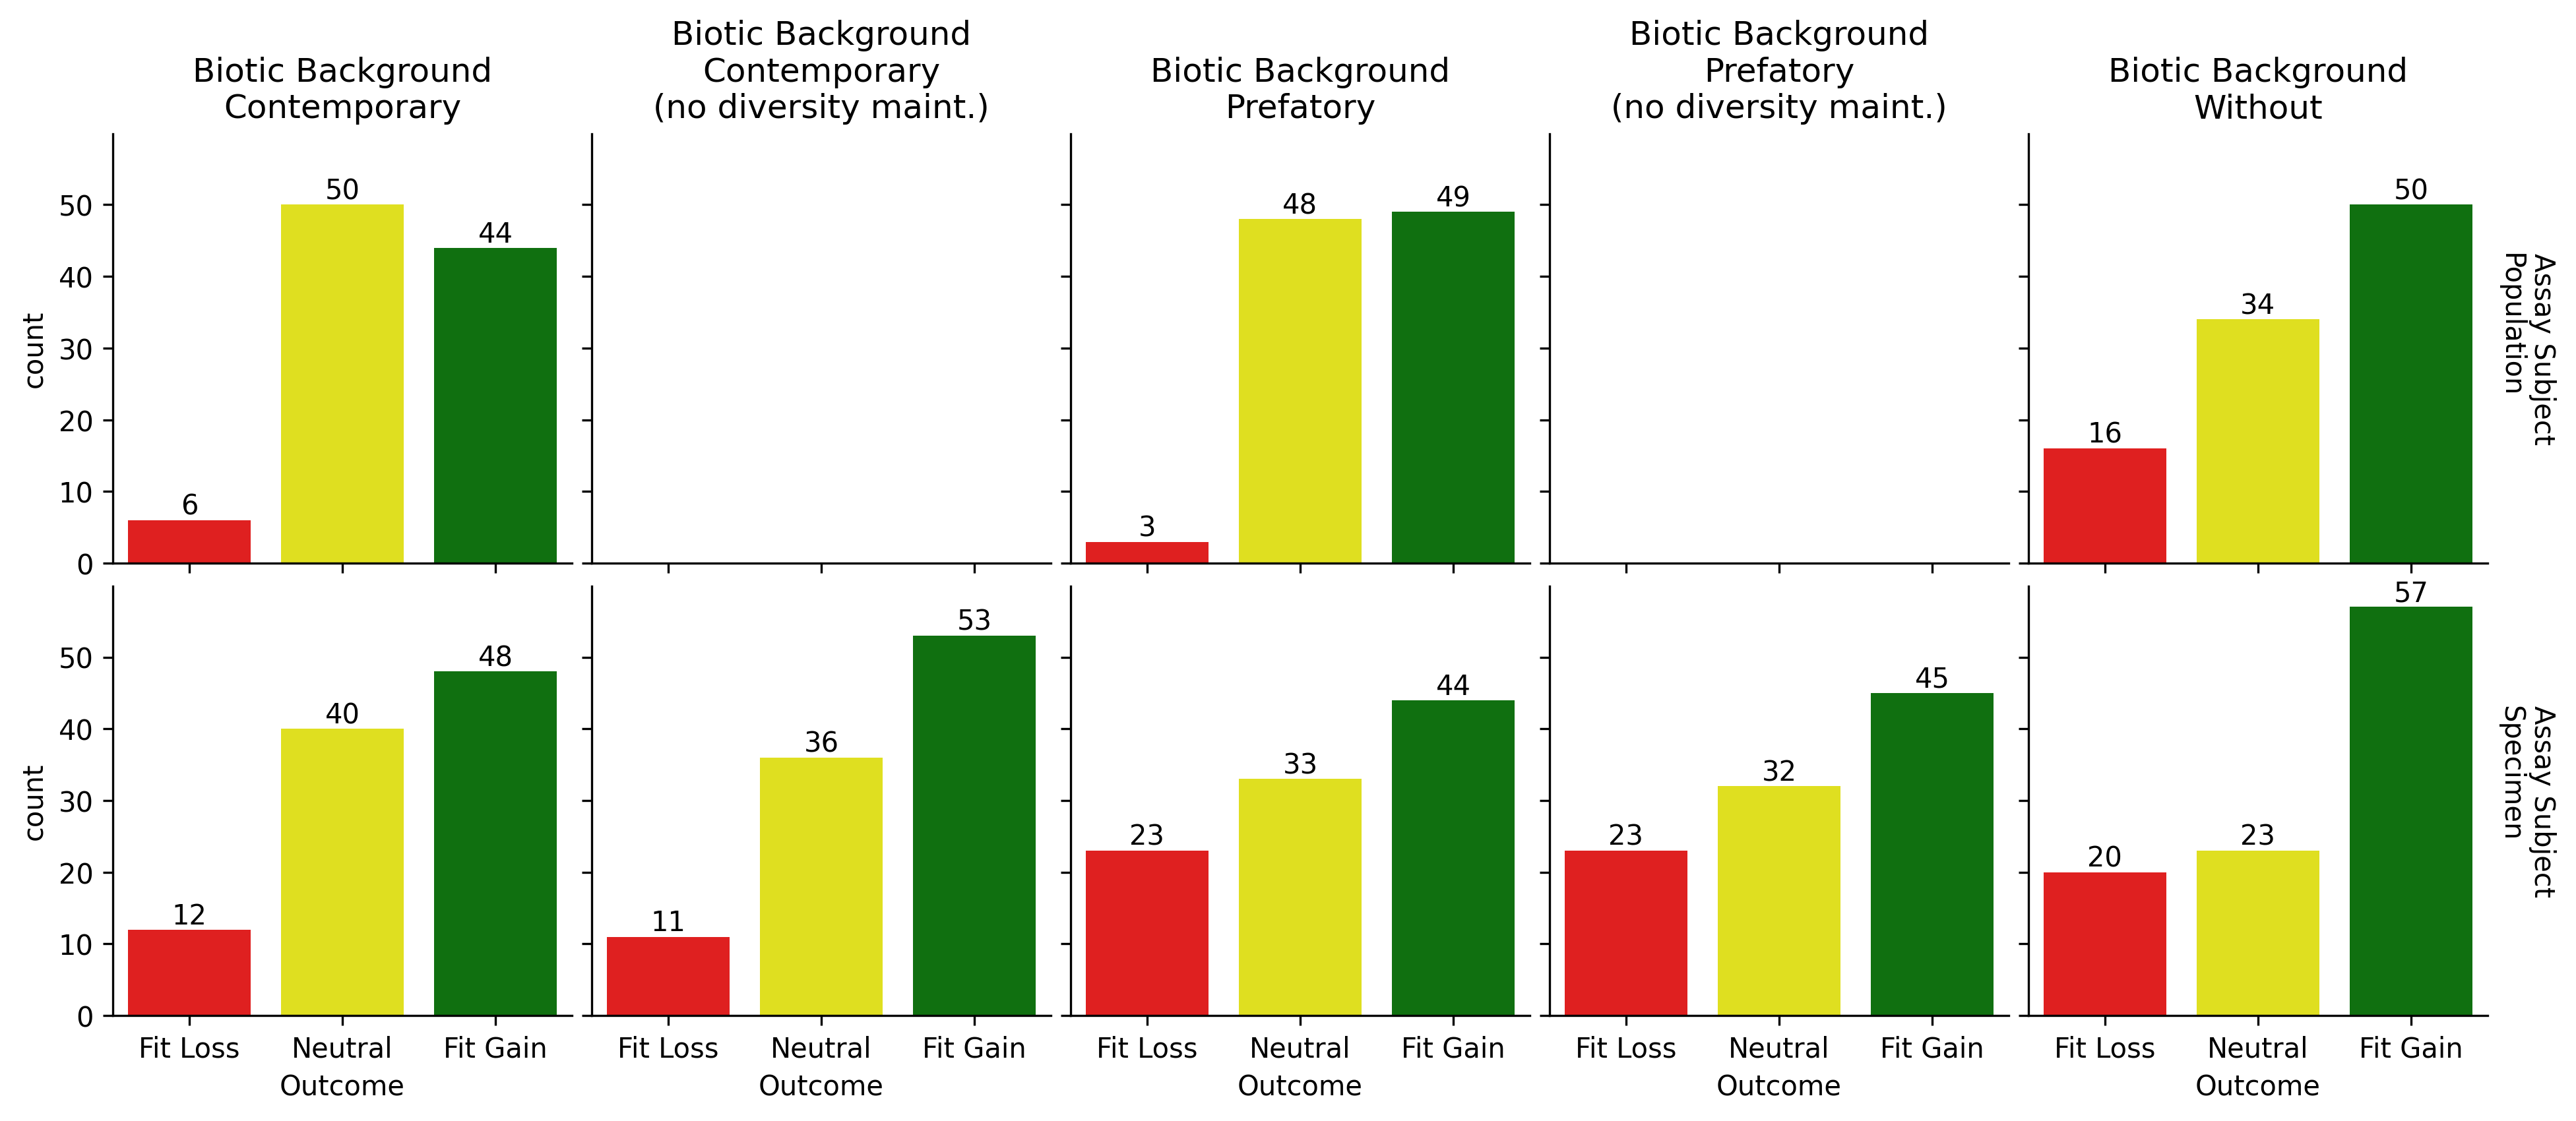 Biotic Background
Contemporary
Biotic Background
Contemporary
(no diversity maint.)
Biotic Background
Prefatory
Biotic Background
Prefatory
(no diversity maint.)
Biotic Background
Without
count
50
40
30
20
10
0
6
50
44
3
48
49
16
34
50
Assay Subject
Population
count
50
40
30
20
10
0
12
40
48
11
36
53
23
33
44
23
32
45
20
23
57
Assay Subject
Specimen
Fit Loss Neutral Fit Gain
Outcome
Fit Loss Neutral Fit Gain
Outcome
Fit Loss Neutral Fit Gain
Outcome
Fit Loss Neutral Fit Gain
Outcome
Fit Loss Neutral Fit Gain
Outcome